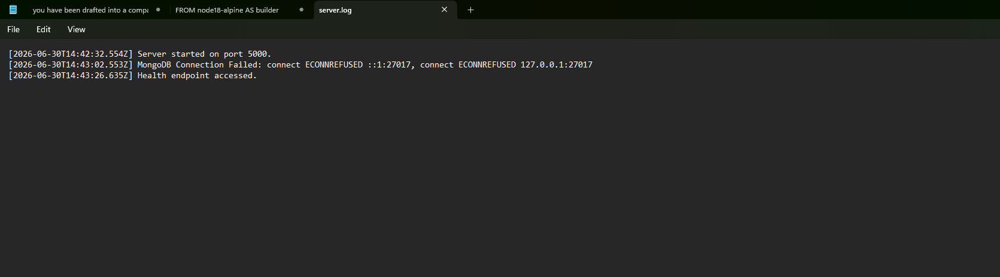 you have been drafted into a compa
FROM node18-alpine AS builder
server.log
File Edit View
[2026-06-30T14:42:32.554Z] Server started on port 5000.
[2026-06-30T14:43:02.553Z] MongoDB Connection Failed: connect ECONNREFUSED ::1:27017, connect ECONNREFUSED 127.0.0.1:27017
[2026-06-30T14:43:26.635Z] Health endpoint accessed.